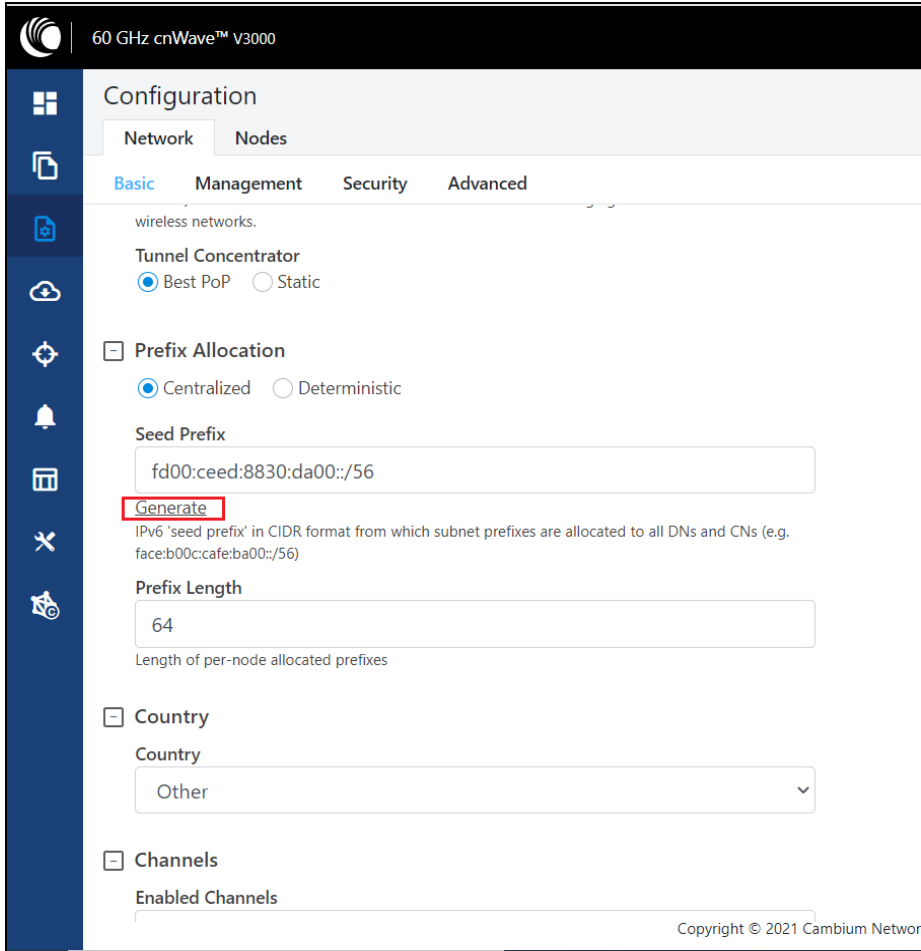 60 GHz cnWave™ V3000
Configuration
Network Nodes
Basic Management Security Advanced
wireless networks.
Tunnel Concentrator
Best PoP Static
Prefix Allocation
Centralized Deterministic
Seed Prefix
fd00:ceed:8830:da00::/56
Generate
IPv6 'seed prefix' in CIDR format from which subnet prefixes are allocated to all DNs and CNs (e.g.
face:b00c:cafe:ba00::/56)
Prefix Length
64
Length of per-node allocated prefixes
Country
Country
Other
Channels
Enabled Channels
Copyright © 2021 Cambium Networ